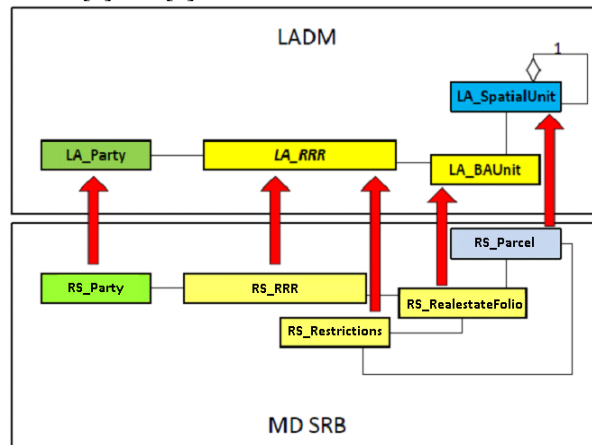 LADM
1
LA_SpatialUnit
LA_Party
LA_RRR
LA_BAUnit
RS_Parcel
RS_Party
RS_RRR
RS_RealestateFolio
RS_Restrictions
MD SRB